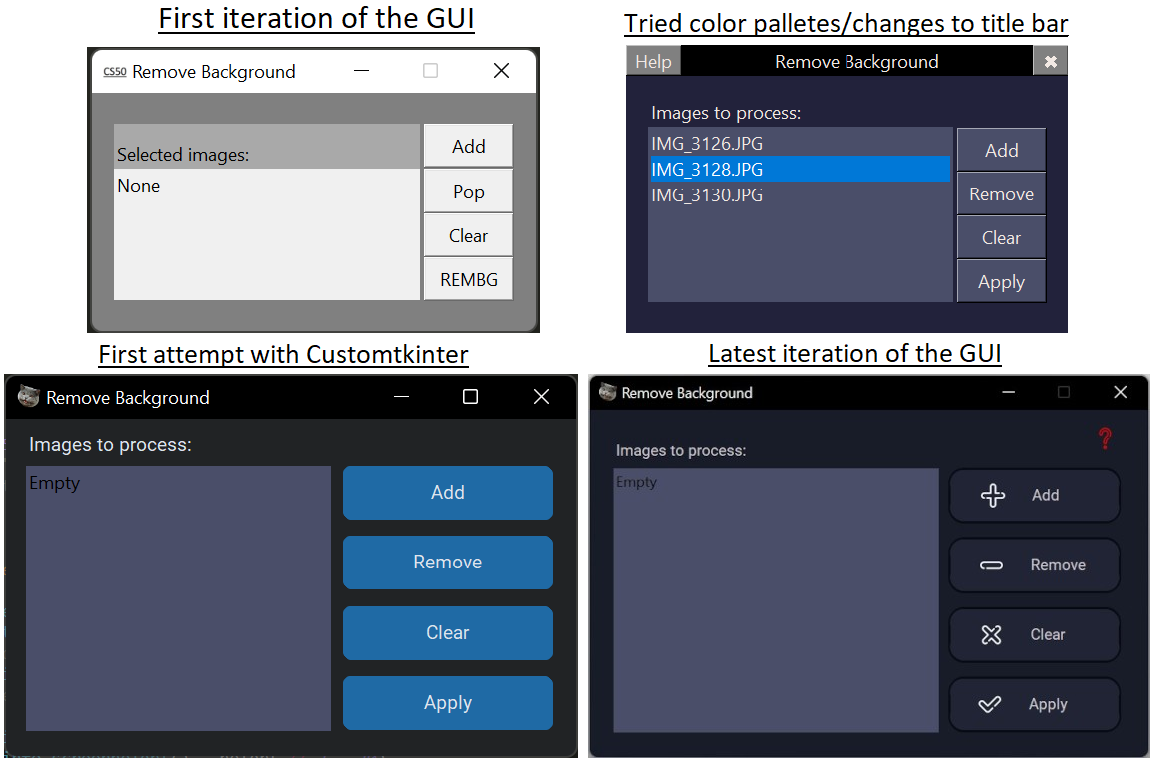 First iteration of the GUI
CS50 Remove Background
Selected images:
None
Add
Pop
Clear
REMBG
Tried color palletes/changes to title bar
Help
Remove Background
Images to process:
IMG_3126.JPG
IMG_3128.JPG
IMG_3130.JPG
Add
Remove
Clear
Apply
First attempt with Customtkinter
Remove Background
Images to process:
Empty
Add
Remove
Clear
Apply
Latest iteration of the GUI
Remove Background
?
Images to process:
Empty
Add
Remove
Clear
Apply